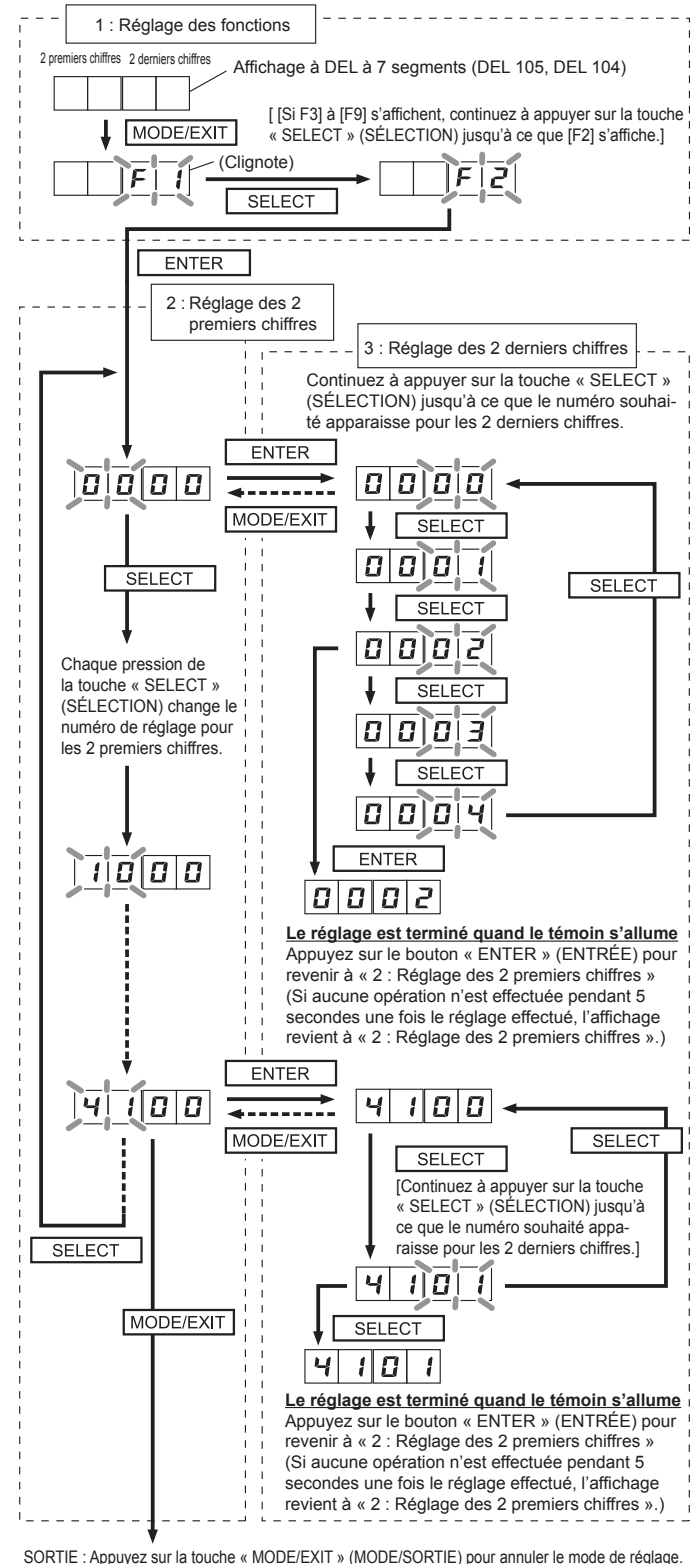 1 : Réglage des fonctions
2 premiers chiffres 2 derniers chiffres
Affichage à DEL à 7 segments (DEL 105, DEL 104)
[ [Si F3] à [F9] s’affichent, continuez à appuyer sur la touche
« SELECT » (SÉLECTION) jusqu’à ce que [F2] s’affiche.]
MODE/EXIT
(Clignote)
F 1
SELECT
F 2
ENTER
2 : Réglage des 2
premiers chiffres
3 : Réglage des 2 derniers chiffres
Continuez à appuyer sur la touche « SELECT »
(SÉLECTION) jusqu’à ce que le numéro souhai-
té apparaisse pour les 2 derniers chiffres.
ENTER
0 0 0 0
0 0 0 0
MODE/EXIT
SELECT
0 0 0 1
SELECT
SELECT
SELECT
0 0 0 2
Chaque pression de
la touche « SELECT »
(SÉLECTION) change le
numéro de réglage pour
les 2 premiers chiffres.
SELECT
0 0 0 3
SELECT
0 0 0 4
ENTER
1 0 0 0
0 0 0 2
Le réglage est terminé quand le témoin s’allume
Appuyez sur le bouton « ENTER » (ENTRÉE) pour
revenir à « 2 : Réglage des 2 premiers chiffres »
(Si aucune opération n’est effectuée pendant 5
secondes une fois le réglage effectué, l’affichage
revient à « 2 : Réglage des 2 premiers chiffres ».)
ENTER
4 1 0 0
4 1 0 0
MODE/EXIT
SELECT
SELECT
[Continuez à appuyer sur la touche
« SELECT » (SÉLECTION) jusqu’à
ce que le numéro souhaité appa-
raisse pour les 2 derniers chiffres.]
SELECT
4 1 0 1
MODE/EXIT
SELECT
4 1 0 1
Le réglage est terminé quand le témoin s’allume
Appuyez sur le bouton « ENTER » (ENTRÉE) pour
revenir à « 2 : Réglage des 2 premiers chiffres »
(Si aucune opération n’est effectuée pendant 5
secondes une fois le réglage effectué, l’affichage
revient à « 2 : Réglage des 2 premiers chiffres ».)
SORTIE : Appuyez sur la touche « MODE/EXIT » (MODE/SORTIE) pour annuler le mode de réglage.